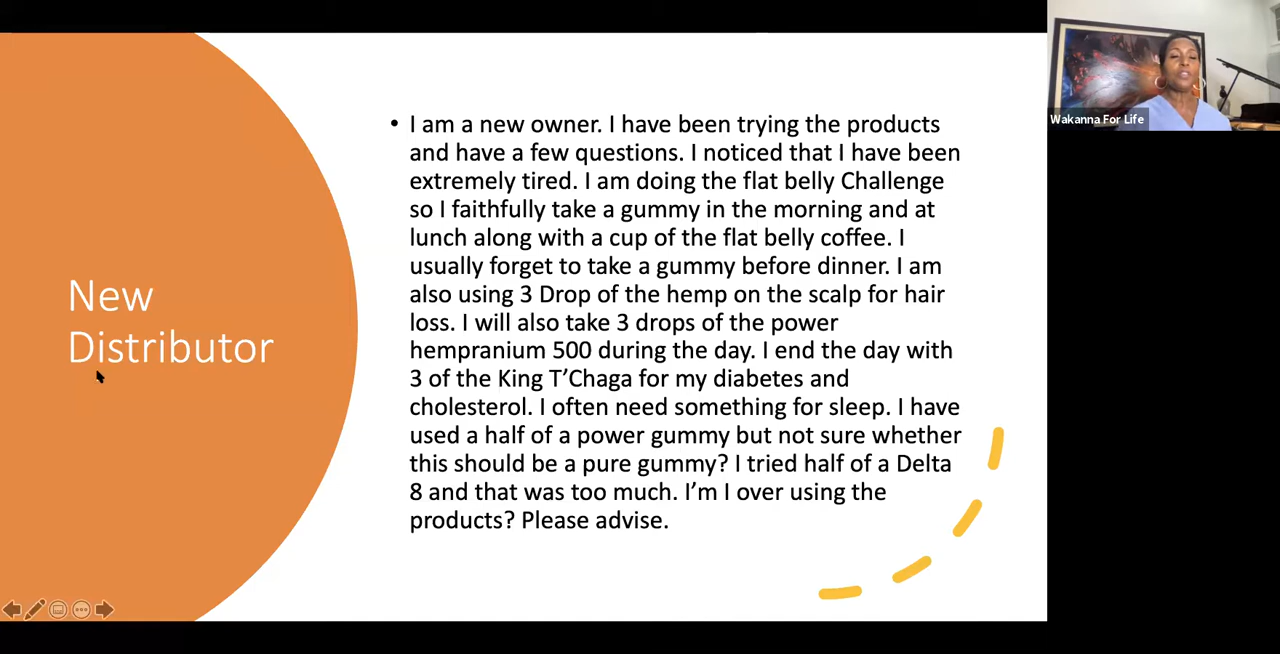 New
Distributor
• I am a new owner. I have been trying the products
and have a few questions. I noticed that I have been
extremely tired. I am doing the flat belly Challenge
so I faithfully take a gummy in the morning and at
lunch along with a cup of the flat belly coffee. I
usually forget to take a gummy before dinner. I am
also using 3 Drop of the hemp on the scalp for hair
loss. I will also take 3 drops of the power
hempranium 500 during the day. I end the day with
3 of the King T’Chaga for my diabetes and
cholesterol. I often need something for sleep. I have
used a half of a power gummy but not sure whether
this should be a pure gummy? I tried half of a Delta
8 and that was too much. I’m I over using the
products? Please advise.
Wakanna For Life